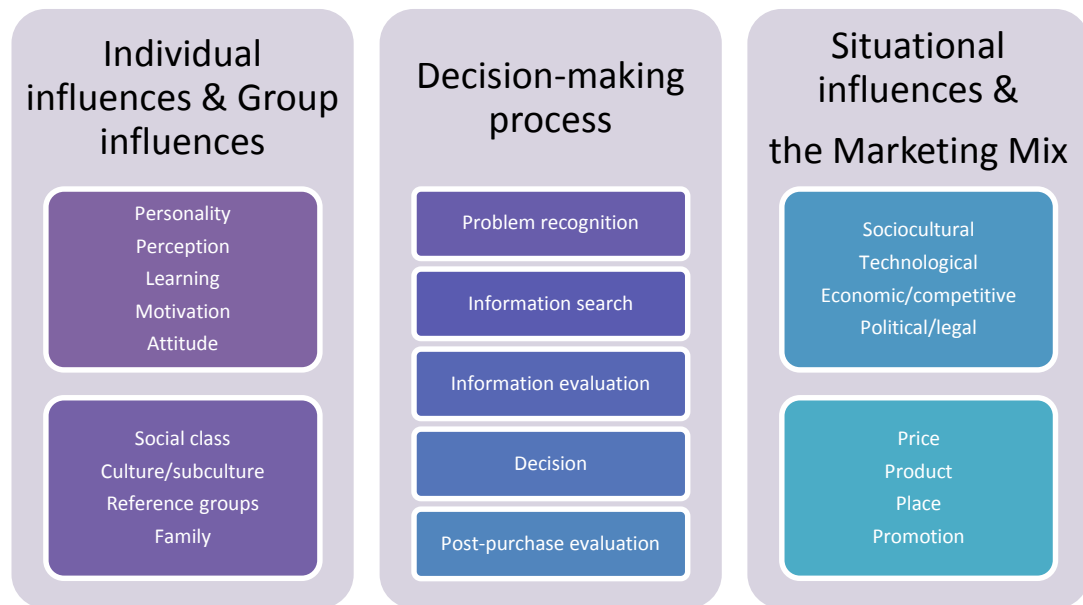 Individual
influences & Group
influences
Personality
Perception
Learning
Motivation
Attitude
Social class
Culture/subculture
Reference groups
Family
Decision-making
process
Problem recognition
Information search
Information evaluation
Decision
Post-purchase evaluation
Situational
influences &
the Marketing Mix
Sociocultural
Technological
Economic/competitive
Political/legal
Price
Product
Place
Promotion